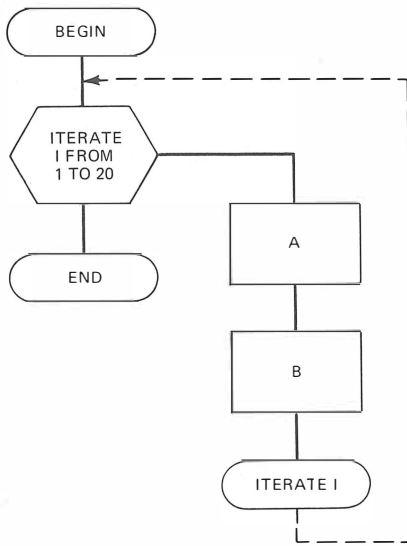 BEGIN
ITERATE
I FROM
1 TO 20
A
END
B
ITERATE I